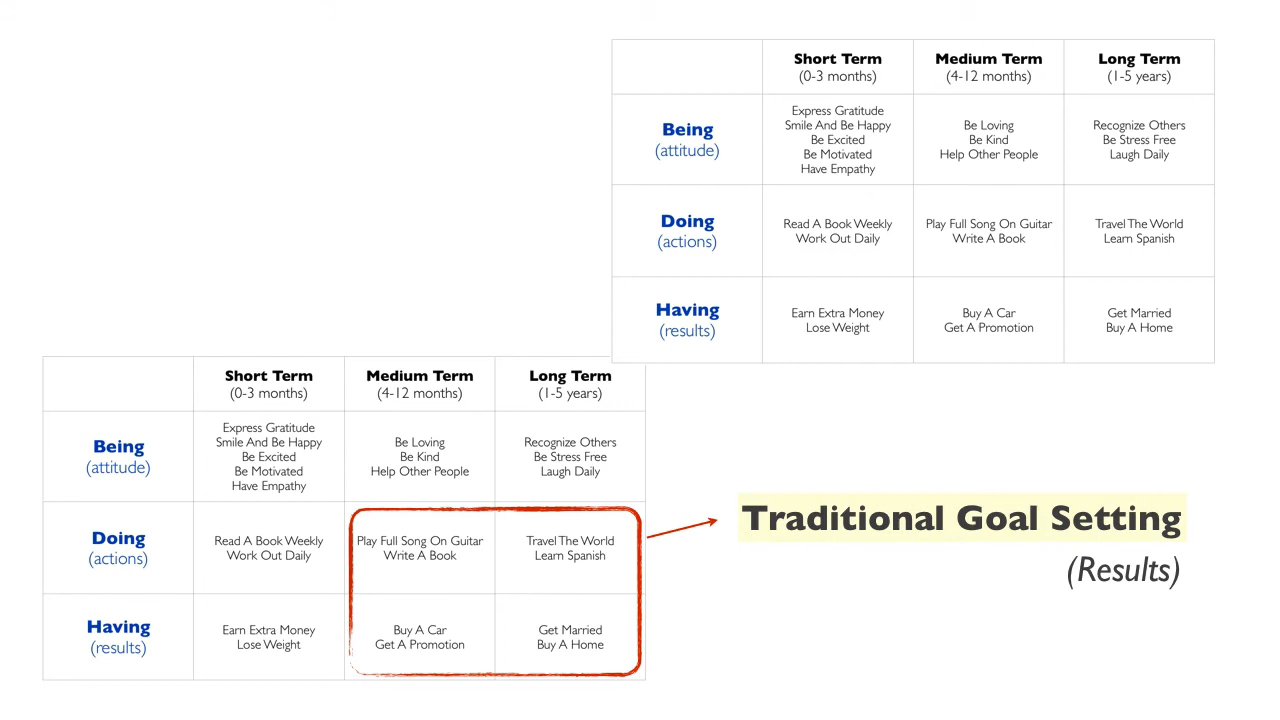 Short Term
(0-3 months)
Medium Term
(4-12 months)
Long Term
(1-5 years)
Being
(attitude)
Express Gratitude
Smile And Be Happy
Be Excited
Be Motivated
Have Empathy
Be Loving
Be Kind
Help Other People
Recognize Others
Be Stress Free
Laugh Daily
Doing
(actions)
Read A Book Weekly
Work Out Daily
Play Full Song On Guitar
Write A Book
Travel The World
Learn Spanish
Having
(results)
Earn Extra Money
Lose Weight
Buy A Car
Get A Promotion
Get Married
Buy A Home
Short Term
(0-3 months)
Medium Term
(4-12 months)
Long Term
(1-5 years)
Being
(attitude)
Express Gratitude
Smile And Be Happy
Be Excited
Be Motivated
Have Empathy
Be Loving
Be Kind
Help Other People
Recognize Others
Be Stress Free
Laugh Daily
Doing
(actions)
Read A Book Weekly
Work Out Daily
Play Full Song On Guitar
Write A Book
Travel The World
Learn Spanish
Having
(results)
Earn Extra Money
Lose Weight
Buy A Car
Get A Promotion
Get Married
Buy A Home
Traditional Goal Setting
(Results)